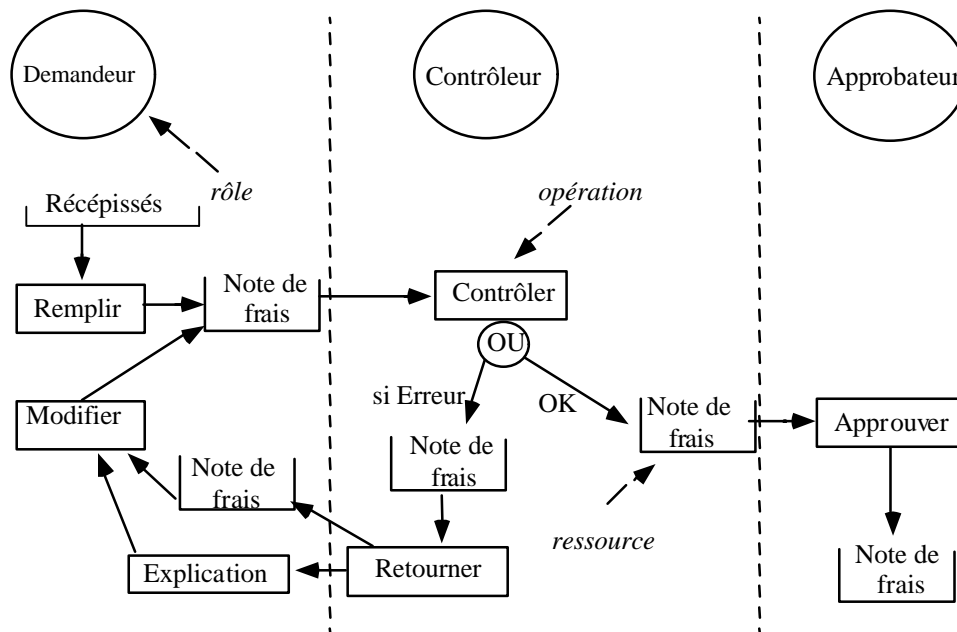 Demandeur
Contrôleur
Approbateur
rôle
opération
Récépissés
Remplir
Note de
frais
Contrôler
OU
si Erreur
OK
Modifier
Note de
frais
Note de
frais
Note de
frais
Approuver
ressource
Explication
Retourner
Note de
frais